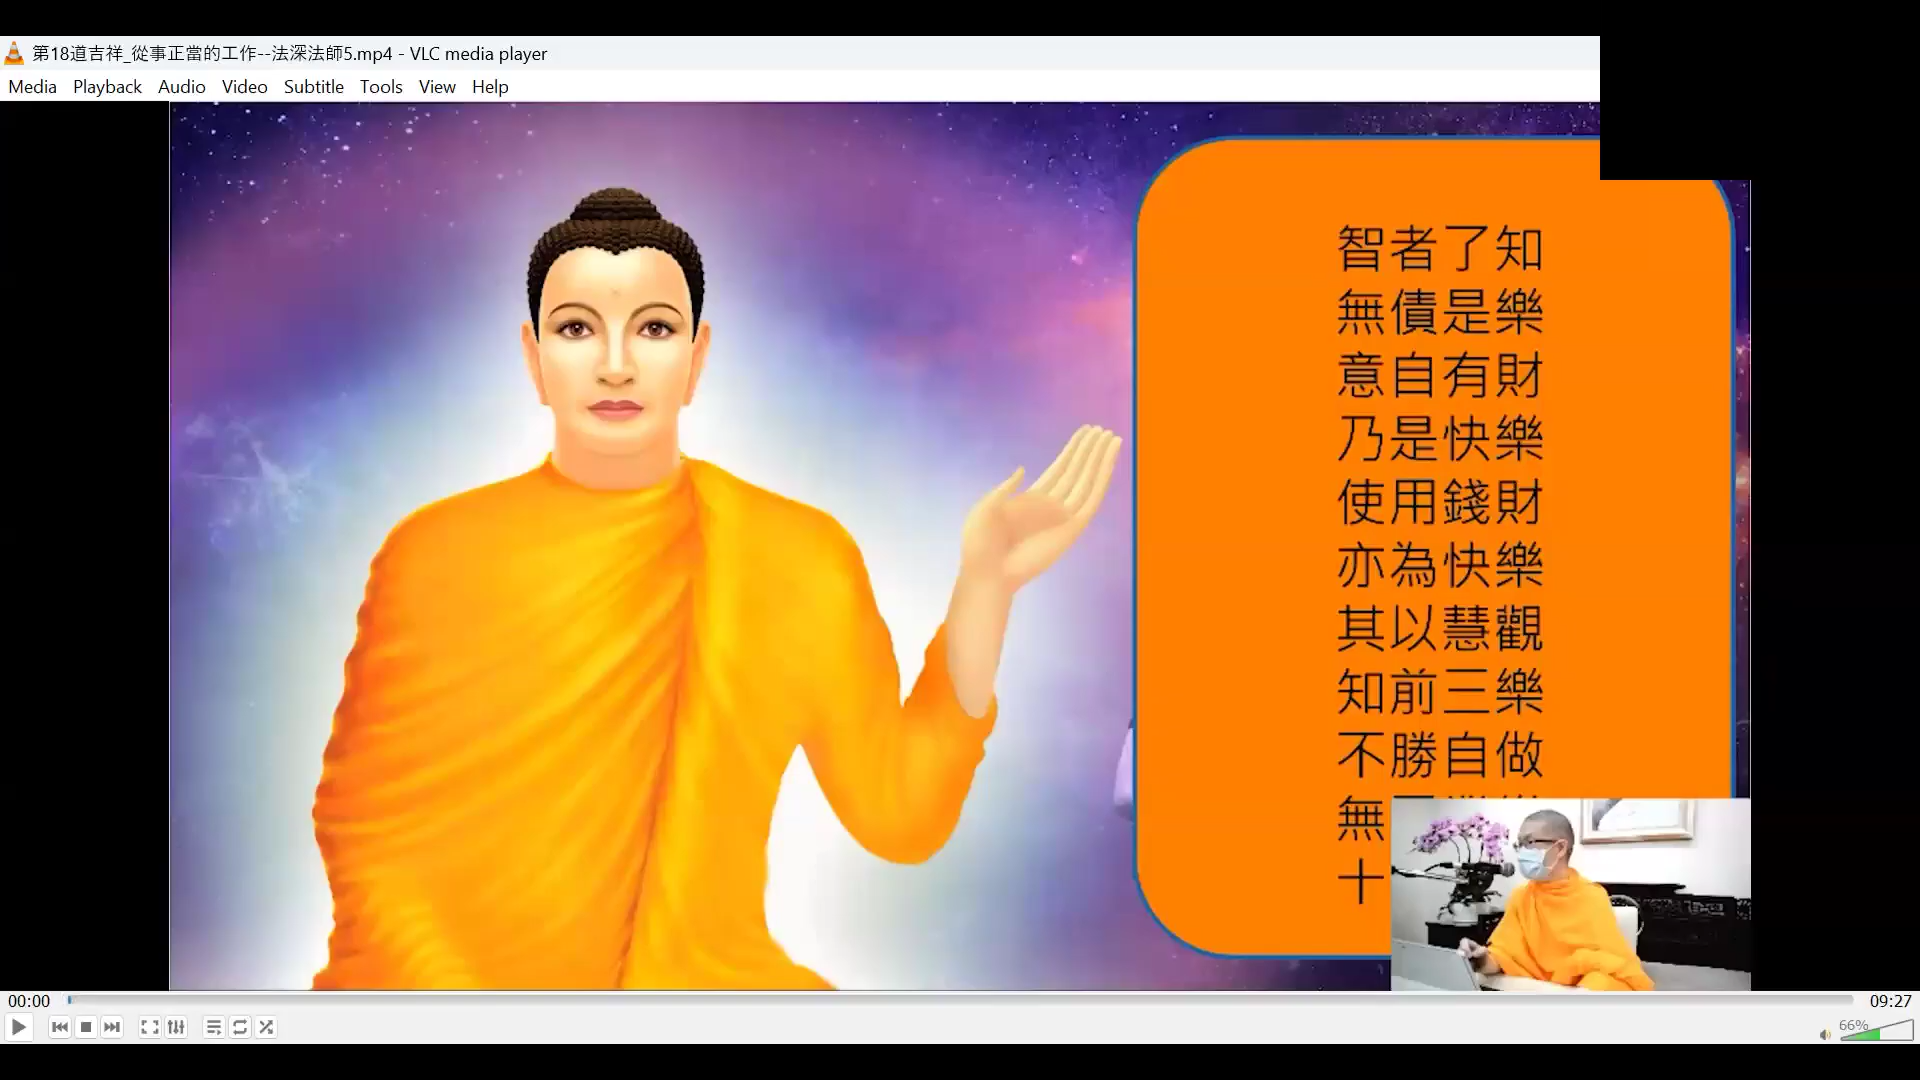 第18道吉祥_從事正當的工作--法深法師5.mp4 - VLC media player
Media Playback Audio Video Subtitle Tools View Help
智者了知
無債是樂
意自有財
乃是快樂
使用錢財
亦為快樂
其以慧觀
知前三樂
不勝自做
無
十
00:00
09:27
66%